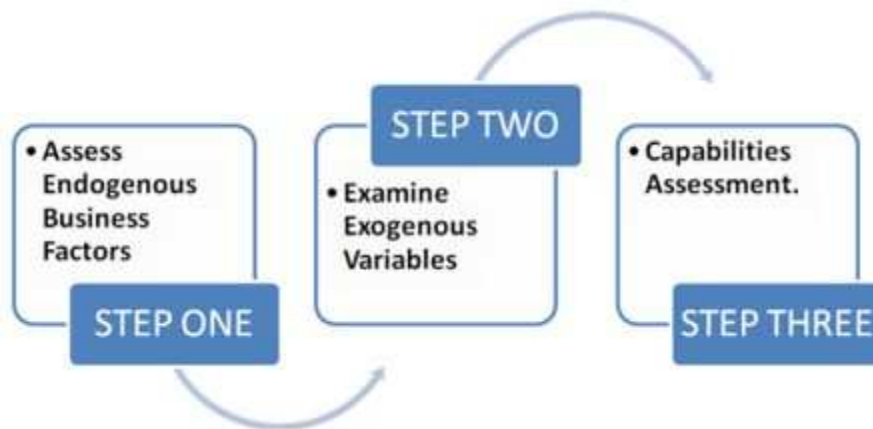 • Assess
Endogenous
Business
Factors
STEP ONE
STEP TWO
• Examine
Exogenous
Variables
• Capabilities
Assessment.
STEP THREE